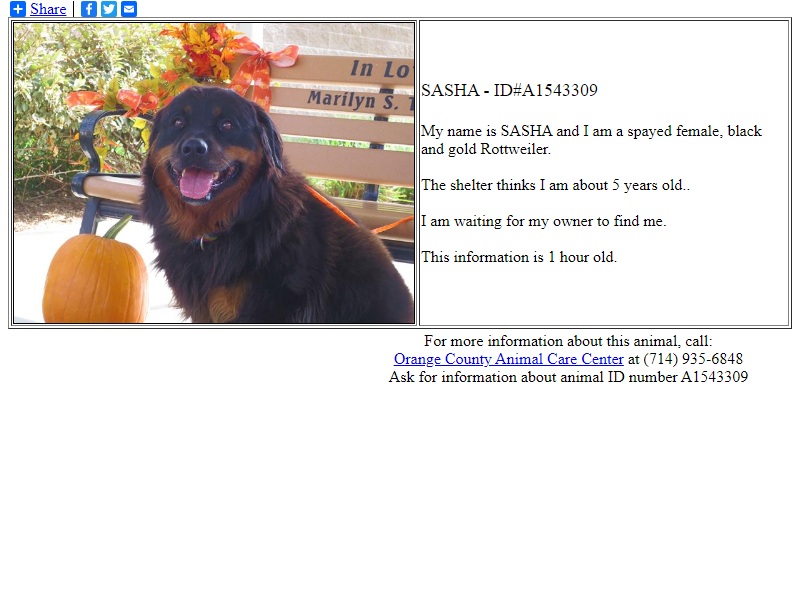 Share
In Lo
Marilyn S. T
SASHA - ID#A1543309
My name is SASHA and I am a spayed female, black
and gold Rottweiler.
The shelter thinks I am about 5 years old..
I am waiting for my owner to find me.
This information is 1 hour old.
For more information about this animal, call:
Orange County Animal Care Center at (714) 935-6848
Ask for information about animal ID number A1543309